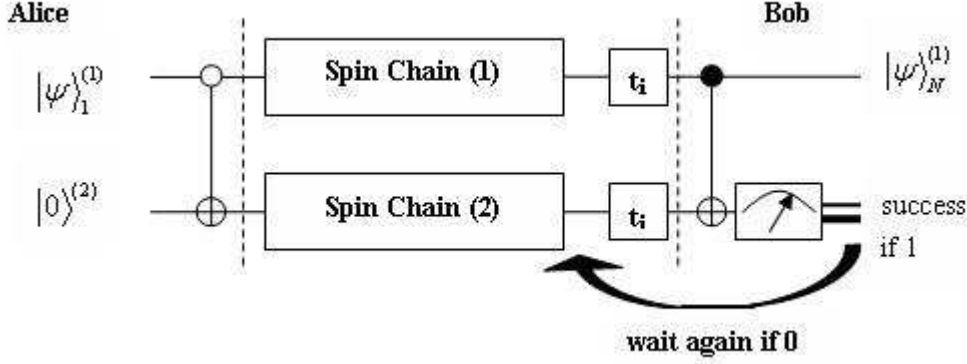 Alice
Bob
|ψ⟩₁⁽¹⁾
Spin Chain (1)
tᵢ
|ψ⟩_N⁽¹⁾
|0⟩⁽²⁾
Spin Chain (2)
tᵢ
success
if 1
wait again if 0